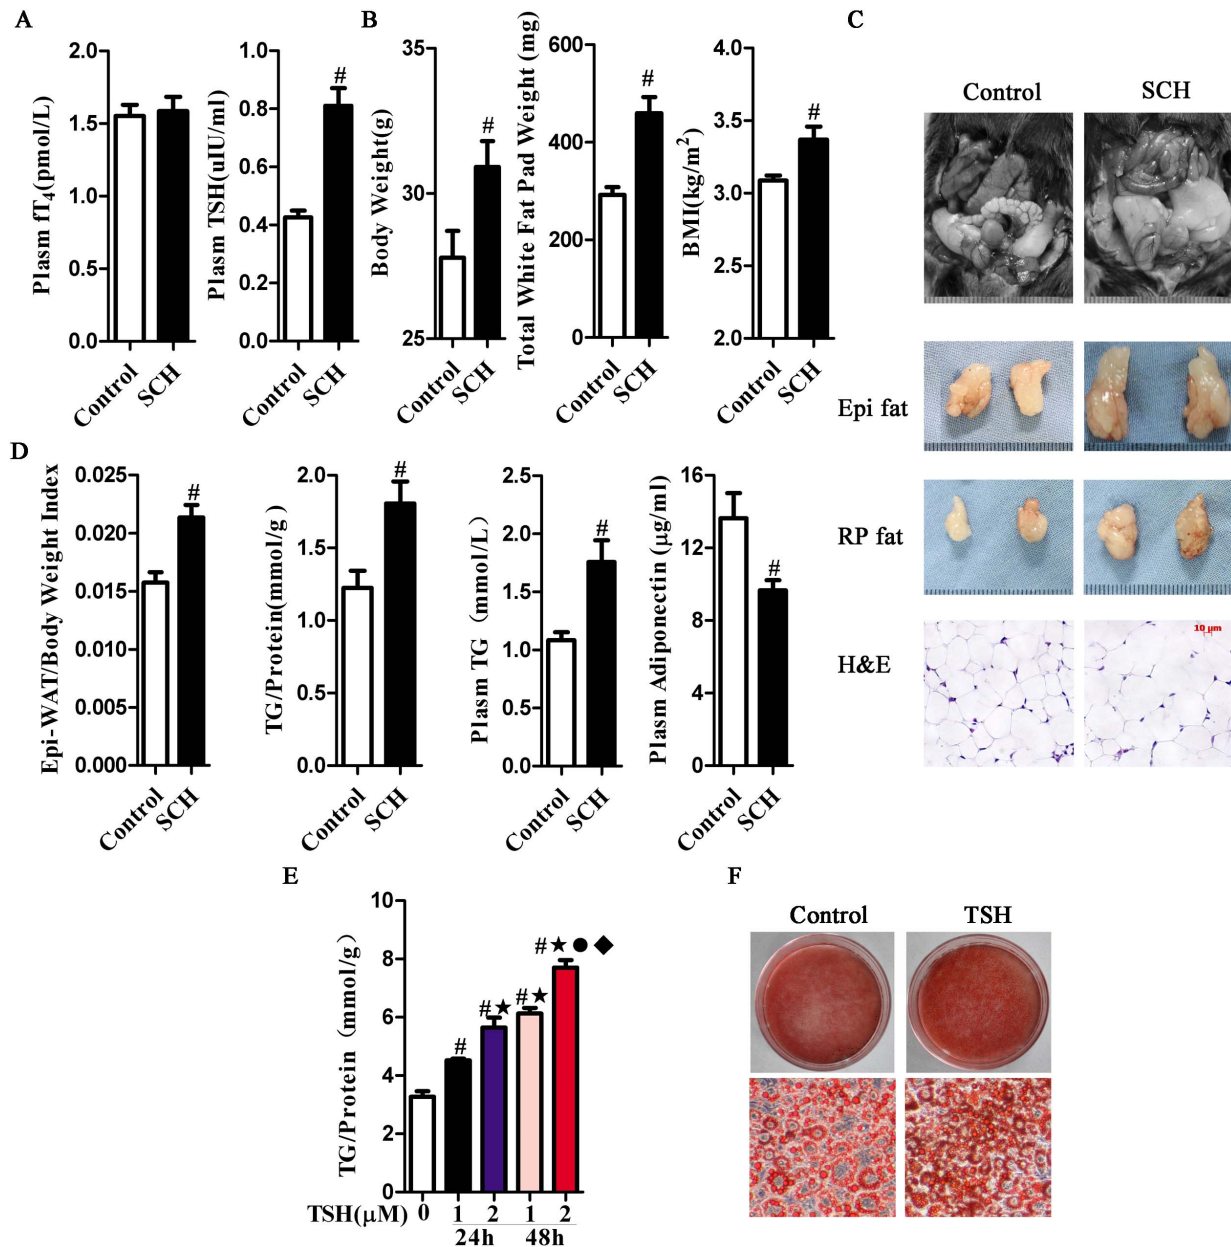 A
Plasm fT4(pmol/L)
2.0
1.5
1.0
0.5
0.0
Control
SCH
Plasm TSH(uIU/ml)
1.0
0.8
0.6
0.4
0.2
0.0
#
Control
SCH
B
Body Weight(g)
35
30
25
#
Control
SCH
Total White Fat Pad Weight (mg)
600
400
200
0
#
Control
SCH
BMI(kg/m2)
4.0
3.5
3.0
2.5
2.0
#
Control
SCH
C
Control
SCH
Epi fat
RP fat
H&E
10 μm
D
Epi-WAT/Body Weight Index
0.025
0.020
0.015
0.010
0.005
0.000
#
Control
SCH
TG/Protein(mmol/g )
2.0
1.5
1.0
0.5
0.0
#
Control
SCH
Plasm TG (mmol/L)
2.5
2.0
1.5
1.0
0.5
0.0
#
Control
SCH
Plasm Adiponectin (μg/ml)
16
12
8
4
0
#
Control
SCH
E
TG/Protein (mmol/g)
10
8
6
4
2
0
#
#★
#★
#★●◆
TSH(μM) 0 1 2 1 2
24h 48h
F
Control
TSH